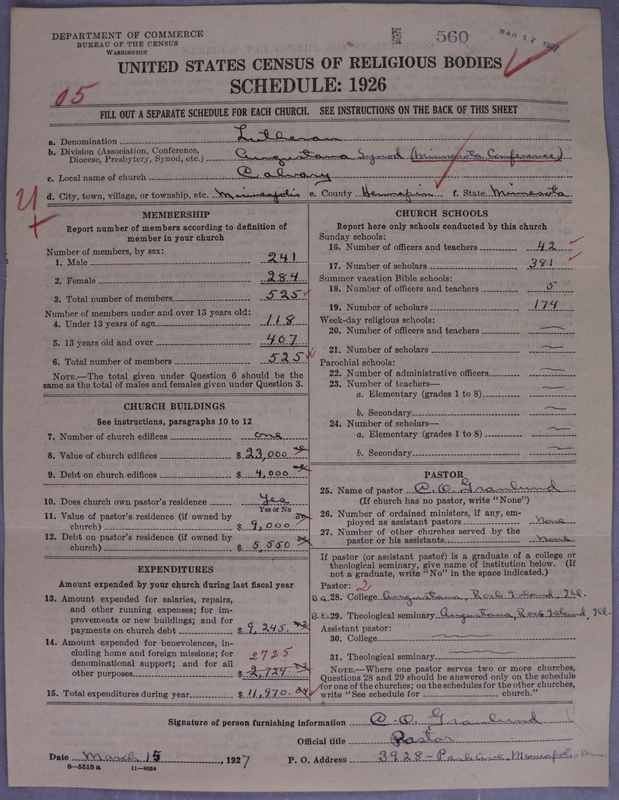 DEPARTMENT OF COMMERCE
BUREAU OF THE CENSUS
WASHINGTON
560
MAR 17 192
UNITED STATES CENSUS OF RELIGIOUS BODIES
SCHEDULE: 1926
05
FILL OUT A SEPARATE SCHEDULE FOR EACH CHURCH. SEE INSTRUCTIONS ON THE BACK OF THIS SHEET
a. Denomination Lutheran
b. Division (Association, Conference, Diocese, Presbytery, Synod, etc.) Augustana Synod (Minnesota Conference)
c. Local name of church Calvary
d. City, town, village, or township, etc. Minneapolis e. County Hennepin f. State Minnesota
MEMBERSHIP
Report number of members according to definition of
member in your church
Number of members, by sex:
1. Male 241
2. Female 284
3. Total number of members 525
Number of members under and over 13 years old:
4. Under 13 years of age 118
5. 13 years old and over 407
6. Total number of members 525
NOTE.—The total given under Question 6 should be
same as the total of males and females given under Question 3.
CHURCH BUILDINGS
See instructions, paragraphs 10 to 12
7. Number of church edifices one
8. Value of church edifices $ 23,000
9. Debt on church edifices $ 4,000
10. Does church own pastor's residence Yes
Yes or No
11. Value of pastor's residence (if owned by
church) $ 9,000
12. Debt on pastor's residence (if owned by
church) $ 5,550
EXPENDITURES
Amount expended by your church during last fiscal year
13. Amount expended for salaries, repairs,
and other running expenses; for im-
provements or new buildings; and for
payments on church debt $ 9,245.
14. Amount expended for benevolences, in-
cluding home and foreign missions; for
denominational support; and for all 2725
other purposes $ 2,724
15. Total expenditures during year $ 11,970.
CHURCH SCHOOLS
Report here only schools conducted by this church
Sunday schools:
16. Number of officers and teachers 42
17. Number of scholars 381
Summer vacation Bible schools:
18. Number of officers and teachers 5
19. Number of scholars 174
Week-day religious schools:
20. Number of officers and teachers
21. Number of scholars
Parochial schools:
22. Number of administrative officers
23. Number of teachers—
a. Elementary (grades 1 to 8)
b. Secondary
24. Number of scholars—
a. Elementary (grades 1 to 8)
b. Secondary
PASTOR
25. Name of pastor C. O. Granlund
(If church has no pastor, write "None")
26. Number of ordained ministers, if any, em-
ployed as assistant pastors None
27. Number of other churches served by the
pastor or his assistants None
If pastor (or assistant pastor) is a graduate of a college or
theological seminary, give name of institution below. (If
not a graduate, write "No" in the space indicated.)
Pastor: 2
B.A. 28. College Augustana, Rock Island, Ill.
B.D. 29. Theological seminary Augustana, Rock Island, Ill.
Assistant pastor:
30. College
31. Theological seminary
NOTE.—Where one pastor serves two or more churches,
Questions 28 and 29 should be answered only on the schedule
for one of the churches; on the schedules for the other churches,
write "See schedule for church."
Signature of person furnishing information C. O. Granlund
Official title Pastor
Date March 15, 1927 P. O. Address 3928 - Park Ave. Minneapolis Minn
8—5518a 11—9054